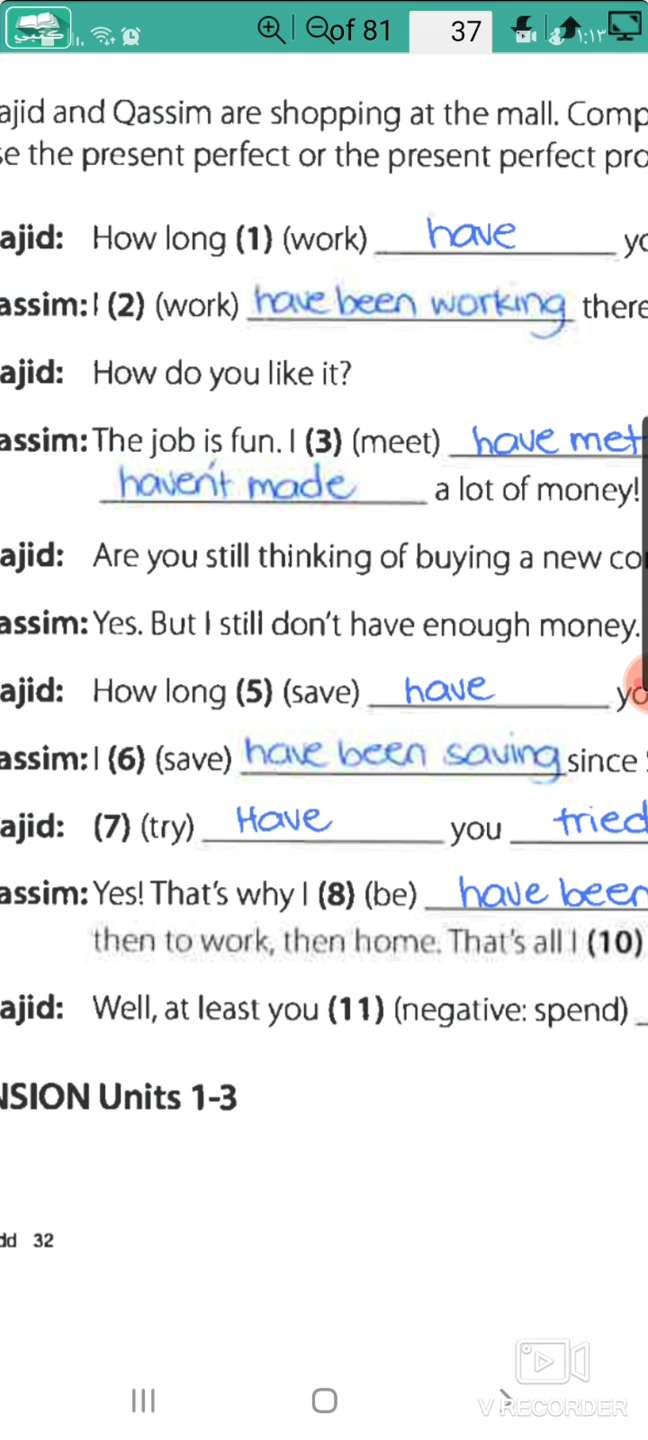 كتبي
of 81 37 ١:١٣
ajid and Qassim are shopping at the mall. Comp
se the present perfect or the present perfect pro
ajid: How long (1) (work) have yo
assim: I (2) (work) have been working there
ajid: How do you like it?
assim: The job is fun. I (3) (meet) have met
haven't made a lot of money!
ajid: Are you still thinking of buying a new co
assim: Yes. But I still don't have enough money.
ajid: How long (5) (save) have yo
assim: I (6) (save) have been saving since
ajid: (7) (try) Have you tried
assim: Yes! That's why I (8) (be) have been
then to work, then home. That's all I (10)
ajid: Well, at least you (11) (negative: spend)
NSION Units 1-3
dd 32
V RECORDER